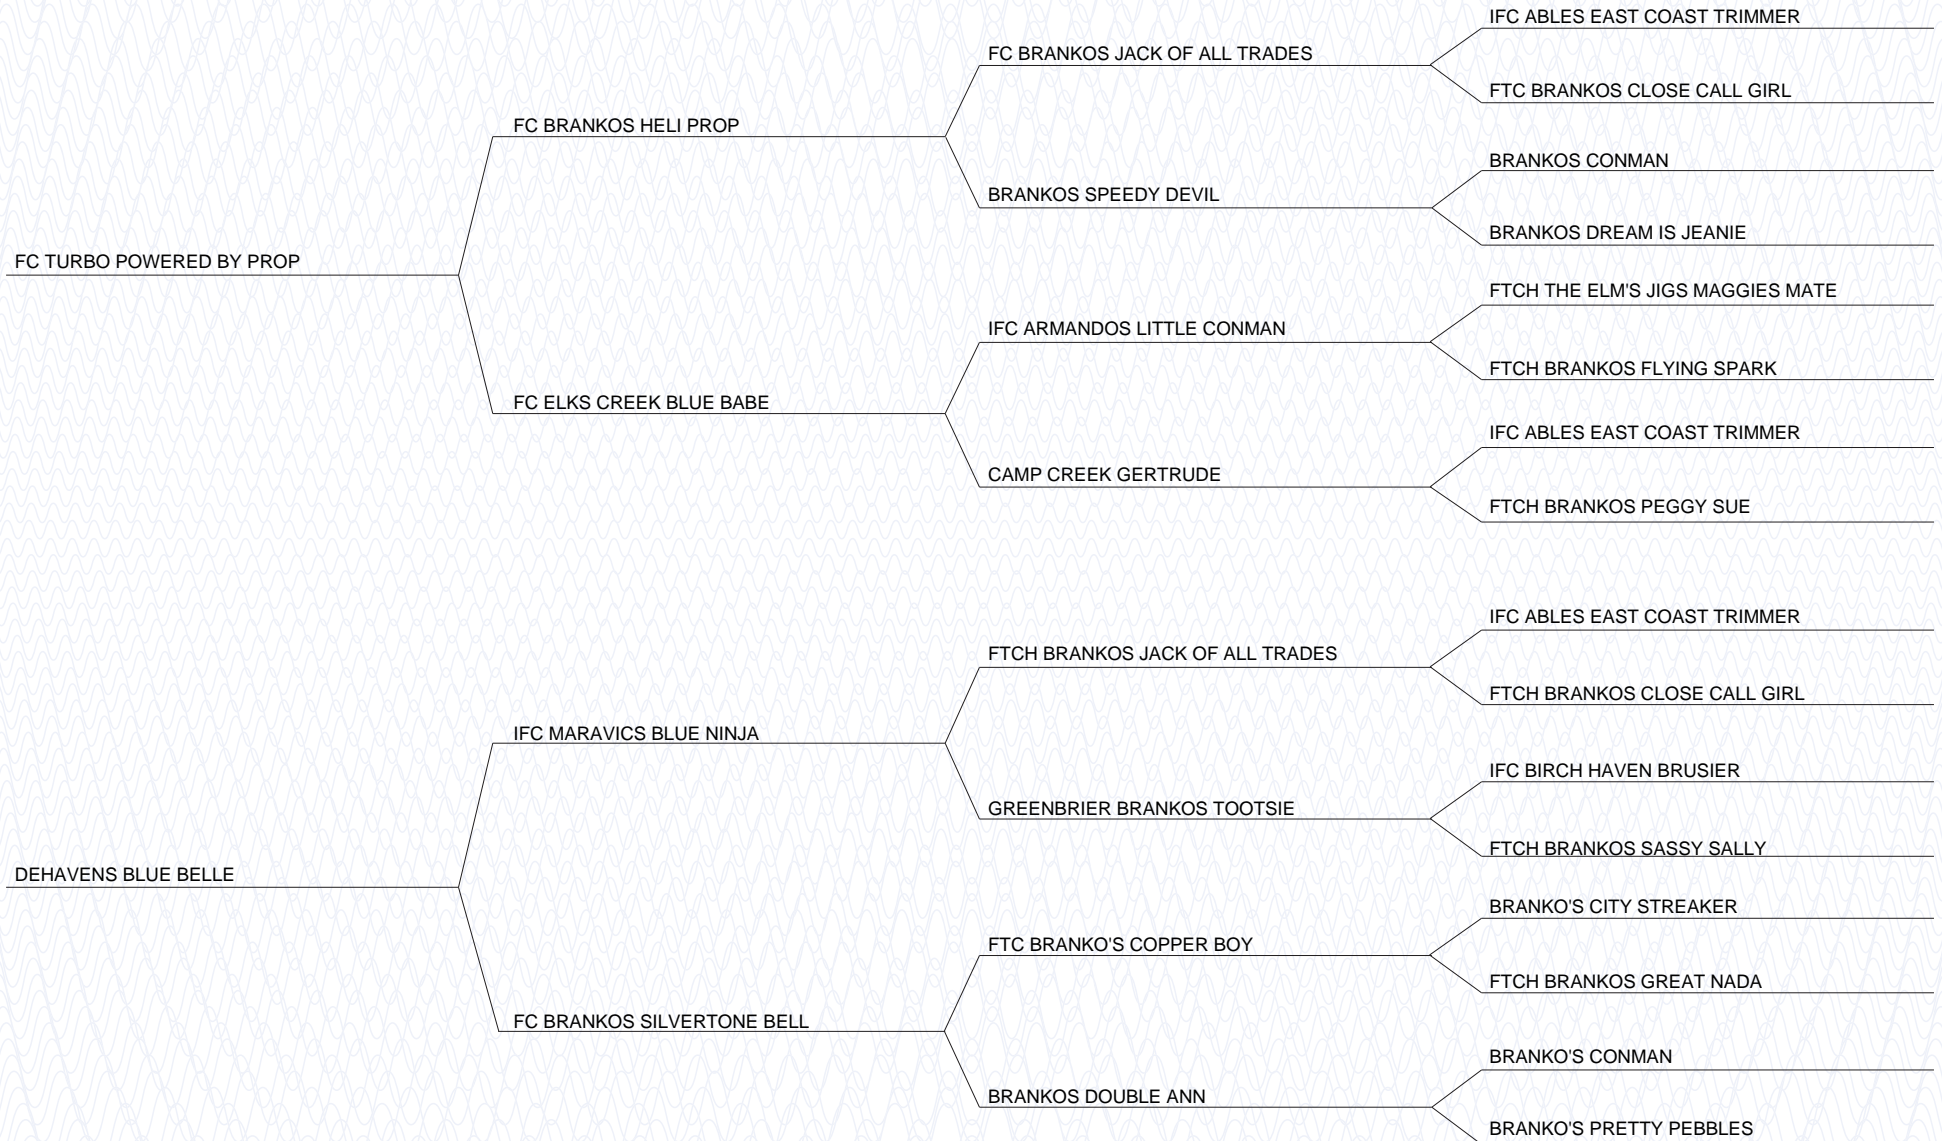 IFC ABLES EAST COAST TRIMMER
FC BRANKOS JACK OF ALL TRADES
FTC BRANKOS CLOSE CALL GIRL
FC BRANKOS HELI PROP
BRANKOS CONMAN
BRANKOS SPEEDY DEVIL
BRANKOS DREAM IS JEANIE
FC TURBO POWERED BY PROP
FTCH THE ELM'S JIGS MAGGIES MATE
IFC ARMANDOS LITTLE CONMAN
FTCH BRANKOS FLYING SPARK
FC ELKS CREEK BLUE BABE
IFC ABLES EAST COAST TRIMMER
CAMP CREEK GERTRUDE
FTCH BRANKOS PEGGY SUE
IFC ABLES EAST COAST TRIMMER
FTCH BRANKOS JACK OF ALL TRADES
FTCH BRANKOS CLOSE CALL GIRL
IFC MARAVICS BLUE NINJA
IFC BIRCH HAVEN BRUSIER
GREENBRIER BRANKOS TOOTSIE
FTCH BRANKOS SASSY SALLY
DEHAVENS BLUE BELLE
BRANKO'S CITY STREAKER
FTC BRANKO'S COPPER BOY
FTCH BRANKOS GREAT NADA
FC BRANKOS SILVERTONE BELL
BRANKO'S CONMAN
BRANKOS DOUBLE ANN
BRANKO'S PRETTY PEBBLES